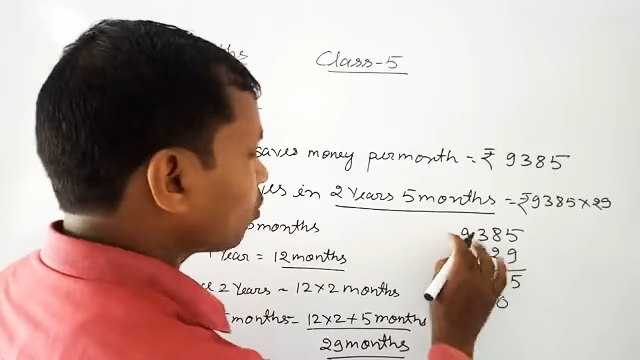 Class-5
saves money per month = ₹ 9385
in 2 years 5 months = ₹9385×29
months
year = 12 months
2 years = 12×2 months
months = 12×2+5 months
29 months
9385
29
5
0